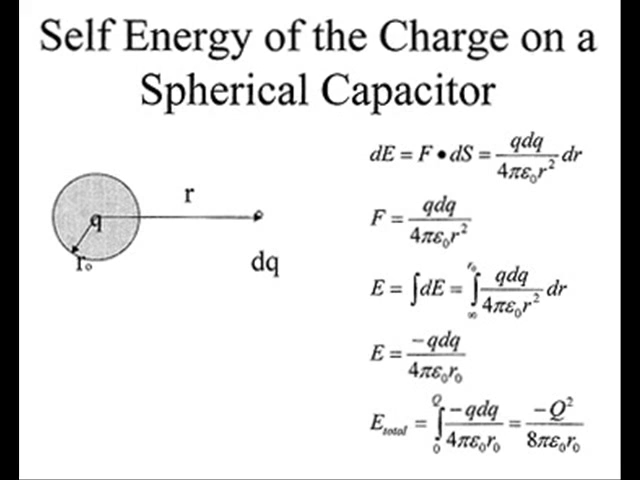 Self Energy of the Charge on a
Spherical Capacitor
dE = F • dS = qdq / 4πε₀r² dr
r
q
F = qdq / 4πε₀r²
r₀
dq
E = ∫dE = ∫_∞^r₀ qdq / 4πε₀r² dr
E = -qdq / 4πε₀r₀
E_total = ∫_0^Q -qdq / 4πε₀r₀ = -Q² / 8πε₀r₀